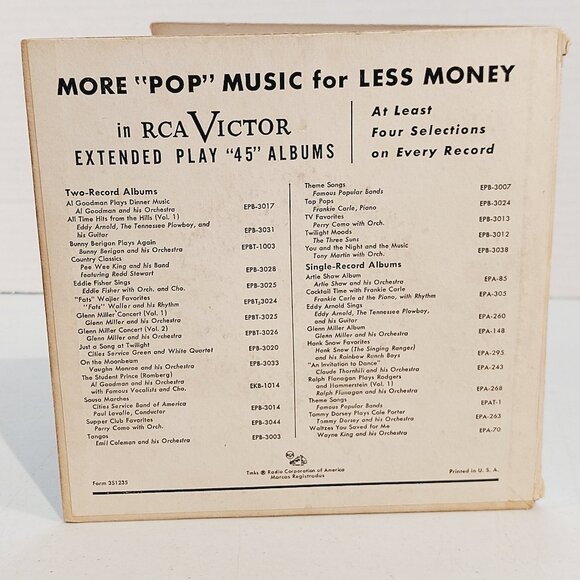 MORE "POP" MUSIC for LESS MONEY
in RCA VICTOR
EXTENDED PLAY "45" ALBUMS
At Least
Four Selections
on Every Record
Two-Record Albums
Al Goodman Plays Dinner Music
Al Goodman and his Orchestra EPB-3017
All Time Hits from the Hills (Vol. 1)
Eddy Arnold, The Tennessee Plowboy, and
his Guitar EPB-3031
Bunny Berigan Plays Again
Bunny Berigan and his Orchestra EPBT-1003
Country Classics
Pee Wee King and his Band
featuring Redd Stewart EPB-3028
Eddie Fisher Sings
Eddie Fisher with Orch. and Cho. EPB-3025
"Fats" Waller Favorites
"Fats" Waller and his Rhythm EPBT-3024
Glenn Miller Concert (Vol. 1)
Glenn Miller and his Orchestra EPBT-3025
Glenn Miller Concert (Vol. 2)
Glenn Miller and his Orchestra EPBT-3026
Just a Song at Twilight
Cities Service Green and White Quartet EPB-3020
On the Moonbeam
Vaughn Monroe and his Orchestra EPB-3033
The Student Prince (Romberg)
Al Goodman and his Orchestra
with Famous Vocalists and Cho. EKB-1014
Sousa Marches
Cities Service Band of America
Paul Lavalle, Conductor EPB-3014
Supper Club Favorites
Perry Como with Orch. EPB-3044
Tangos
Emil Coleman and his Orchestra EPB-3003
Theme Songs
Famous Popular Bands EPB-3007
Top Pops
Frankie Carle, Piano EPB-3024
TV Favorites
Perry Como with Orch. EPB-3013
Twilight Moods
The Three Suns EPB-3012
You and the Night and the Music
Tony Martin with Orch. EPB-3038
Single-Record Albums
Artie Shaw Album
Artie Shaw and his Orchestra EPA-85
Cocktail Time with Frankie Carle
Frankie Carle at the Piano, with Rhythm EPA-305
Eddy Arnold Sings
Eddy Arnold, The Tennessee Plowboy,
and his Guitar EPA-260
Glenn Miller Album
Glenn Miller and his Orchestra EPA-148
Hank Snow Favorites
Hank Snow (The Singing Ranger)
and his Rainbow Ranch Boys EPA-295
"An Invitation to Dance"
Claude Thornhill and his Orchestra EPA-243
Ralph Flanagan Plays Rodgers
and Hammerstein (Vol. 1)
Ralph Flanagan and his Orchestra EPA-268
Theme Songs
Famous Popular Bands EPAT-1
Tommy Dorsey Plays Cole Porter
Tommy Dorsey and his Orchestra EPA-263
Waltzes You Saved for Me
Wayne King and his Orchestra EPA-70
Form 3S1235
Tmks ® Radio Corporation of America
Marcas Registradas
Printed in U. S. A.